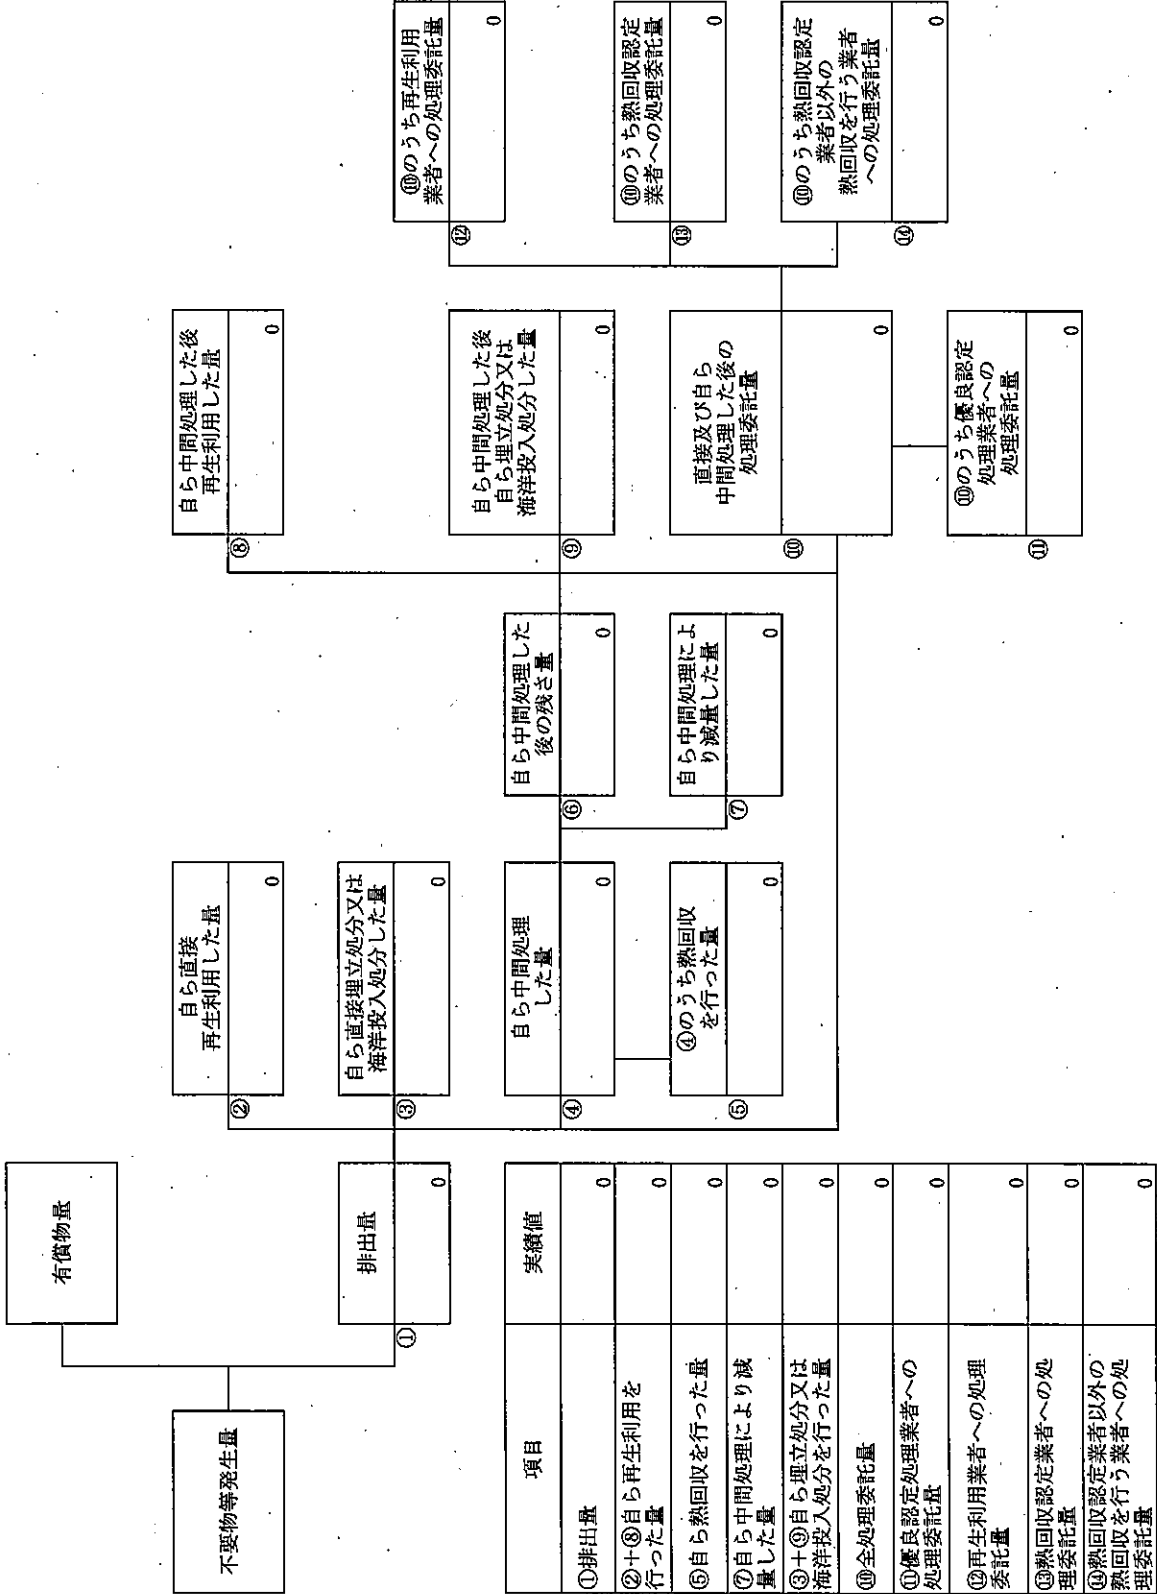 有償物量
不要物等発生量
①
排出量
0
②
自ら直接
再生利用した量
0
③
自ら直接埋立処分又は
海洋投入処分した量
0
④
自ら中間処理
した量
0
⑤
④のうち熱回収
を行った量
0
⑥
自ら中間処理した
後の残さ量
0
⑦
自ら中間処理によ
り減量した量
0
⑧
自ら中間処理した後
再生利用した量
0
⑨
自ら中間処理した後
自ら埋立処分又は
海洋投入処分した量
0
⑩
直接及び自ら
中間処理した後の
処理委託量
0
⑪
⑩のうち優良認定
処理業者への
処理委託量
0
⑫
⑩のうち再生利用
業者への処理委託量
0
⑬
⑩のうち熱回収認定
業者への処理委託量
0
⑭
⑩のうち熱回収認定
業者以外の
熱回収を行う業者
への処理委託量
0
項目 実績値
①排出量 0
②+⑧自ら再生利用を
行った量 0
⑤自ら熱回収を行った量 0
⑦自ら中間処理により減
量した量 0
③+⑨自ら埋立処分又は
海洋投入処分を行った量 0
⑩全処理委託量 0
⑪優良認定処理業者への
処理委託量 0
⑫再生利用業者への処理
委託量 0
⑬熱回収認定業者への処
理委託量 0
⑭熱回収認定業者以外の
熱回収を行う業者への処
理委託量 0